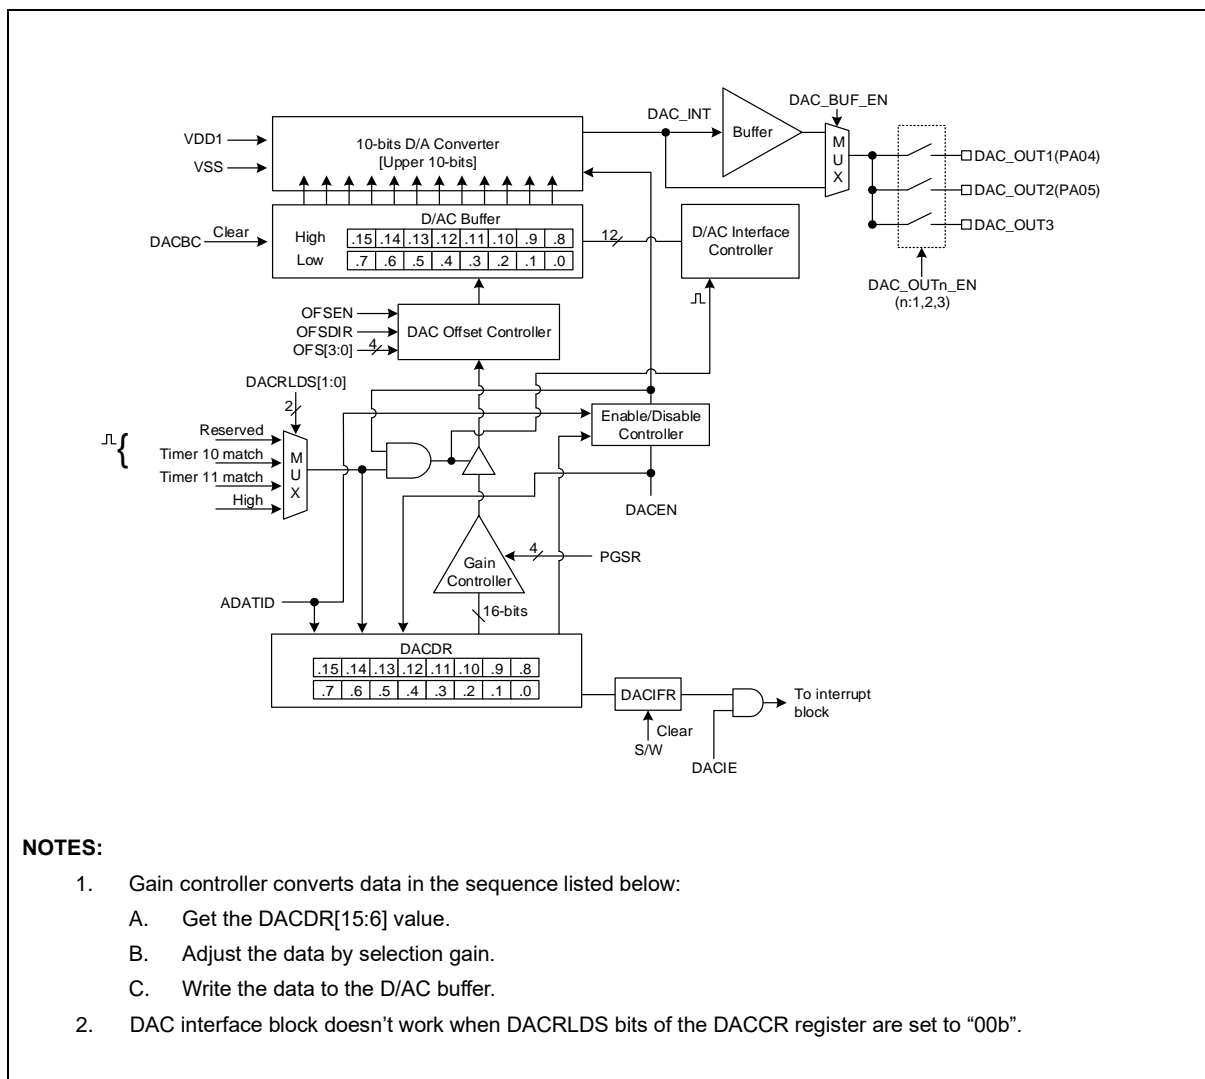 DAC_BUF_EN
DAC_INT
Buffer
MUX
VDD1
VSS
10-bits D/A Converter
[Upper 10-bits]
DAC_OUT1(PA04)
DAC_OUT2(PA05)
DAC_OUT3
DAC_OUTn_EN
(n:1,2,3)
D/AC Buffer
DACBC
Clear
High .15 .14 .13 .12 .11 .10 .9 .8
Low .7 .6 .5 .4 .3 .2 .1 .0
12
D/AC Interface
Controller
OFSEN
OFSDIR
OFS[3:0] 4
DAC Offset Controller
DACRLDS[1:0]
2
Reserved
Timer 10 match
Timer 11 match
High
MUX
Enable/Disable
Controller
DACEN
Gain
Controller
4
PGSR
ADATID
16-bits
DACDR
.15 .14 .13 .12 .11 .10 .9 .8
.7 .6 .5 .4 .3 .2 .1 .0
DACIFR
Clear
S/W
DACIE
To interrupt
block
NOTES:
1. Gain controller converts data in the sequence listed below:
A. Get the DACDR[15:6] value.
B. Adjust the data by selection gain.
C. Write the data to the D/AC buffer.
2. DAC interface block doesn’t work when DACRLDS bits of the DACCR register are set to “00b”.